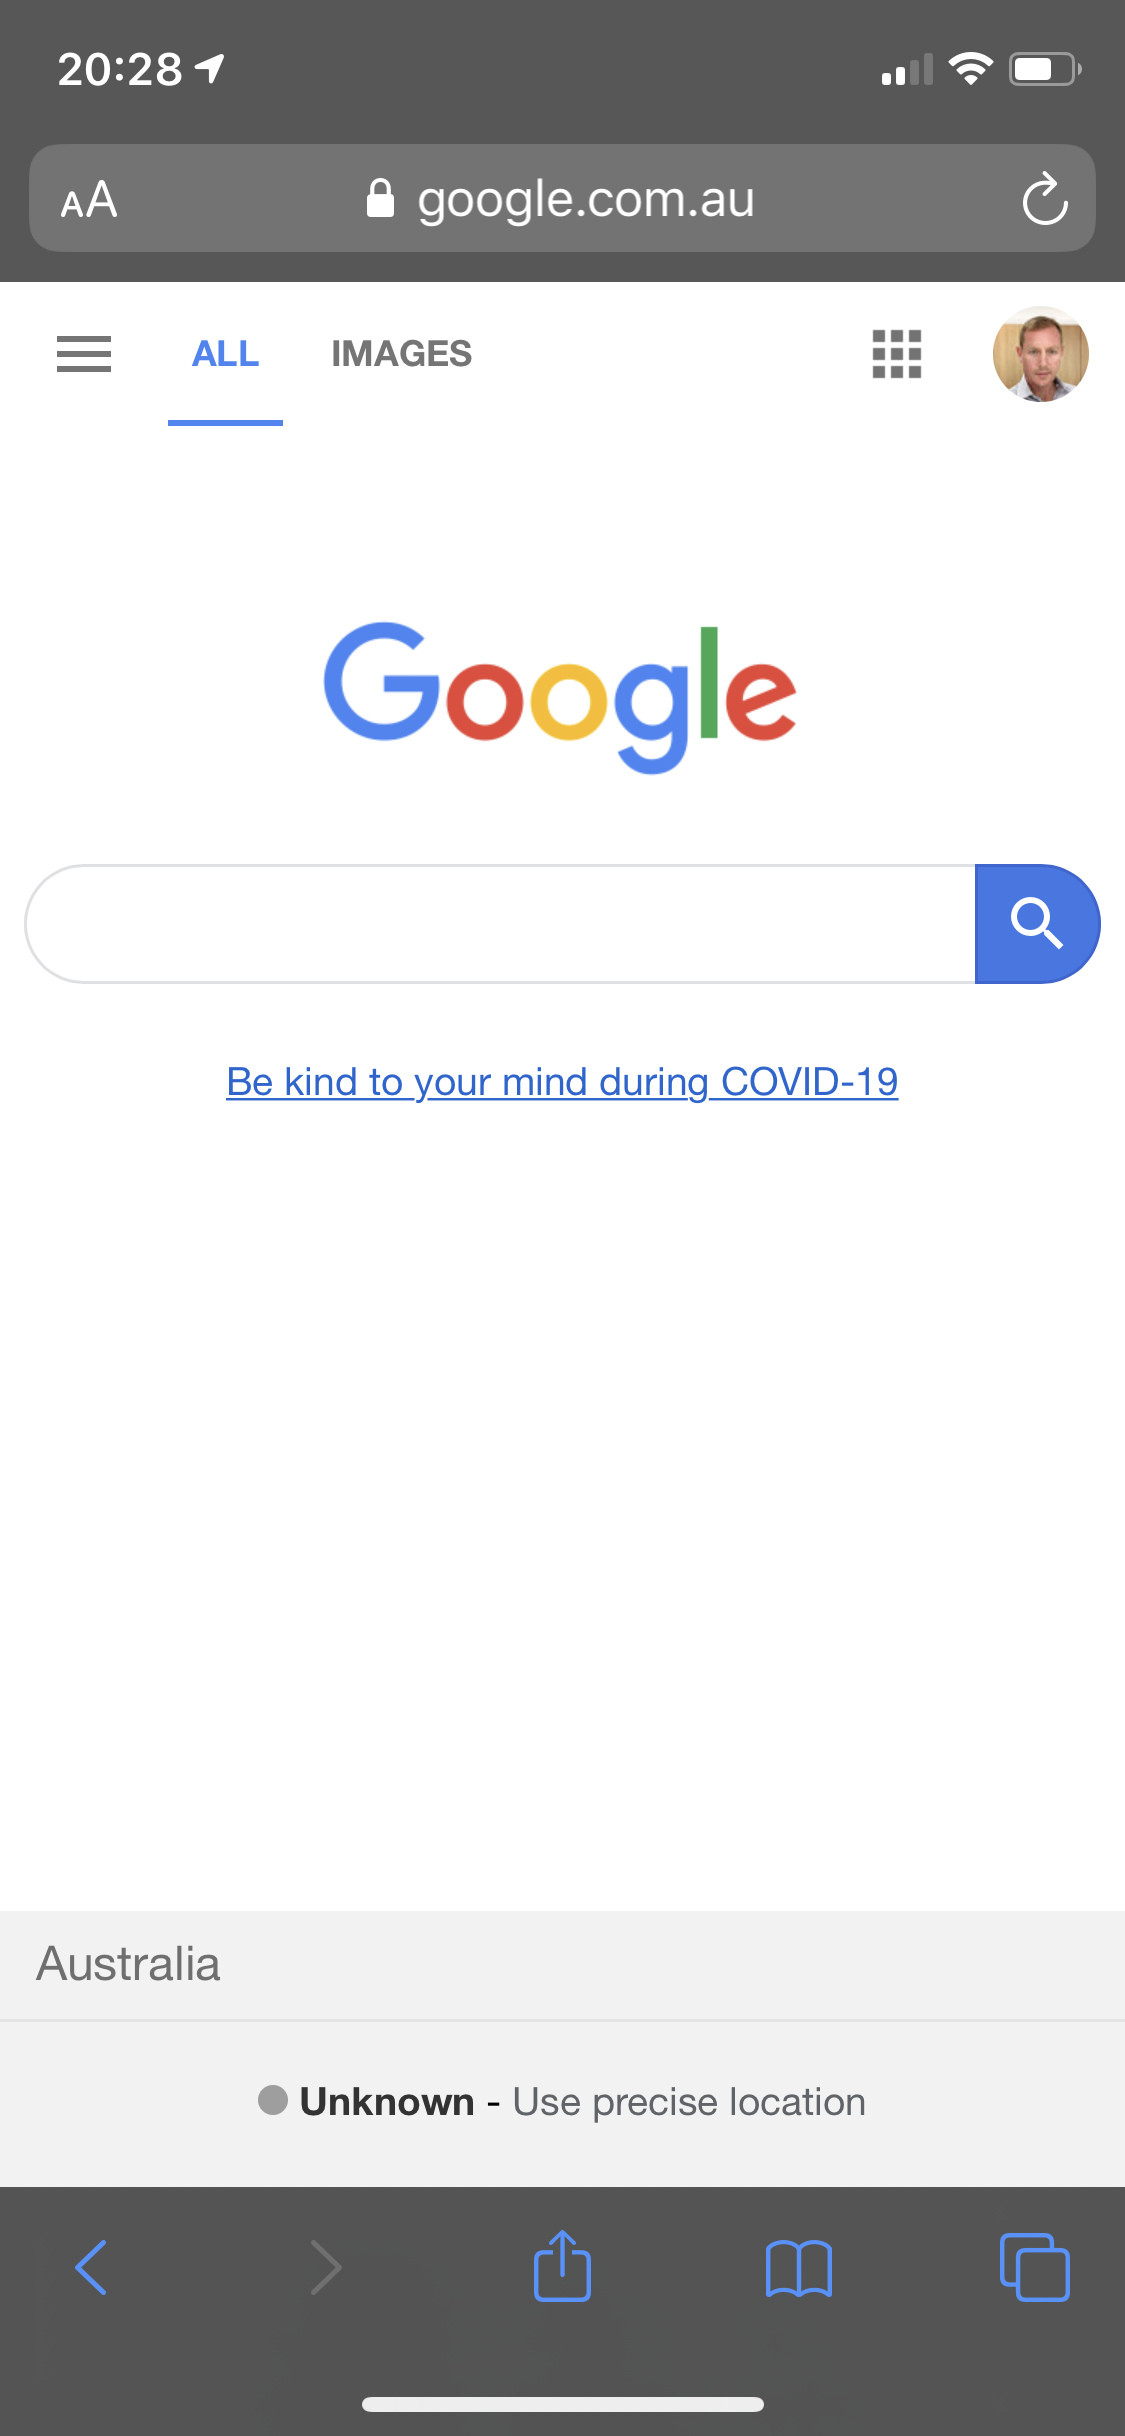 20:28
AA google.com.au
ALL IMAGES
Google
Be kind to your mind during COVID-19
Australia
Unknown - Use precise location